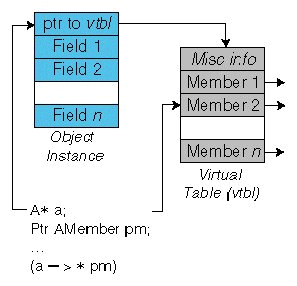 ptr to vtbl
Field 1
Field 2
Field n
Object
Instance
Misc info
Member 1
Member 2
Member n
Virtual
Table (vtbl)
A* a;
Ptr AMember pm;
...
(a — > * pm)